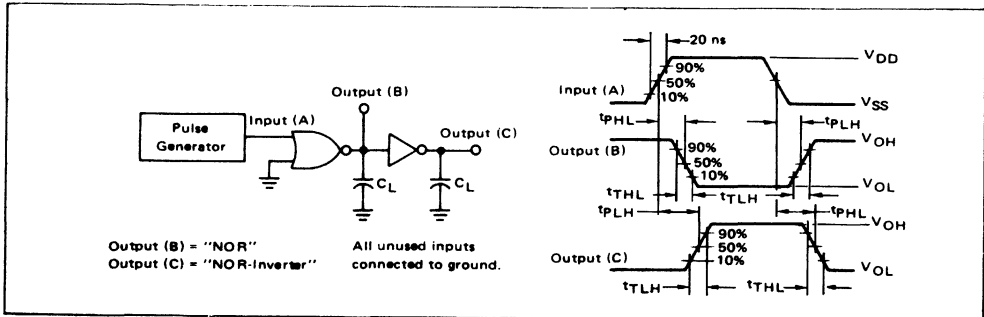 Pulse
Generator
Input (A)
Output (B)
Output (C)
CL
CL
Output (B) = "NOR"
Output (C) = "NOR-Inverter"
All unused inputs
connected to ground.
20 ns
VDD
90%
50%
10%
Input (A)
VSS
tPHL
tPLH
VOH
Output (B)
90%
50%
10%
VOL
tTHL
tTLH
tPLH
tPHL
VOH
90%
50%
10%
Output (C)
VOL
tTLH
tTHL